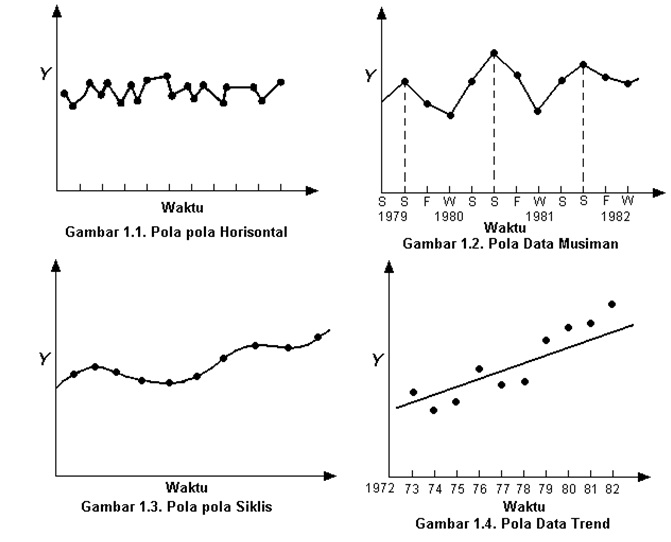 Y
Waktu
Gambar 1.1. Pola pola Horisontal
Y
S S F W S S F W S S F W
1979 1980 1981 1982
Waktu
Gambar 1.2. Pola Data Musiman
Y
Waktu
Gambar 1.3. Pola pola Siklis
Y
1972 73 74 75 76 77 78 79 80 81 82
Waktu
Gambar 1.4. Pola Data Trend